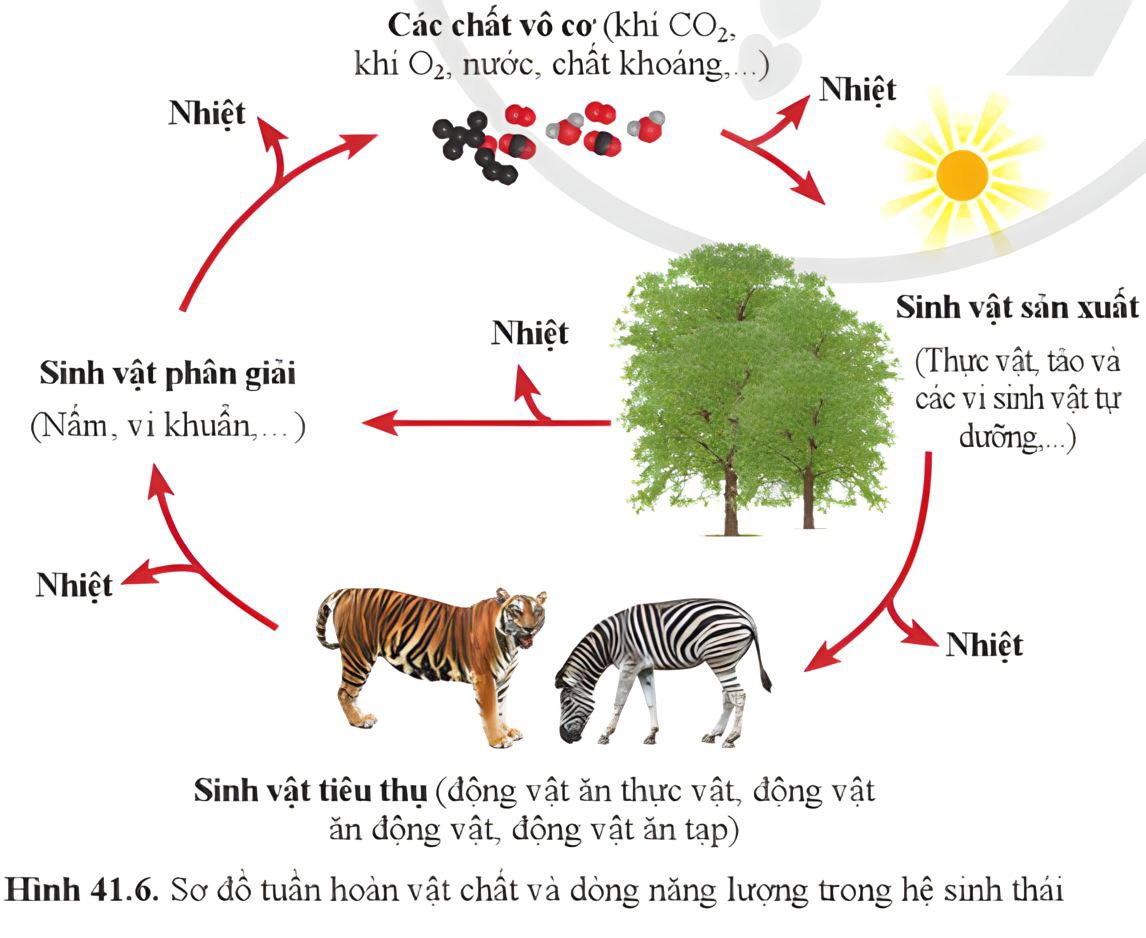 Các chất vô cơ (khí CO₂,
khí O₂, nước, chất khoáng,...)
Nhiệt
Nhiệt
Sinh vật sản xuất
(Thực vật, tảo và
các vi sinh vật tự
dưỡng,...)
Nhiệt
Sinh vật phân giải
(Nấm, vi khuẩn,...)
Nhiệt
Nhiệt
Sinh vật tiêu thụ (động vật ăn thực vật, động vật
ăn động vật, động vật ăn tạp)
Hình 41.6. Sơ đồ tuần hoàn vật chất và dòng năng lượng trong hệ sinh thái